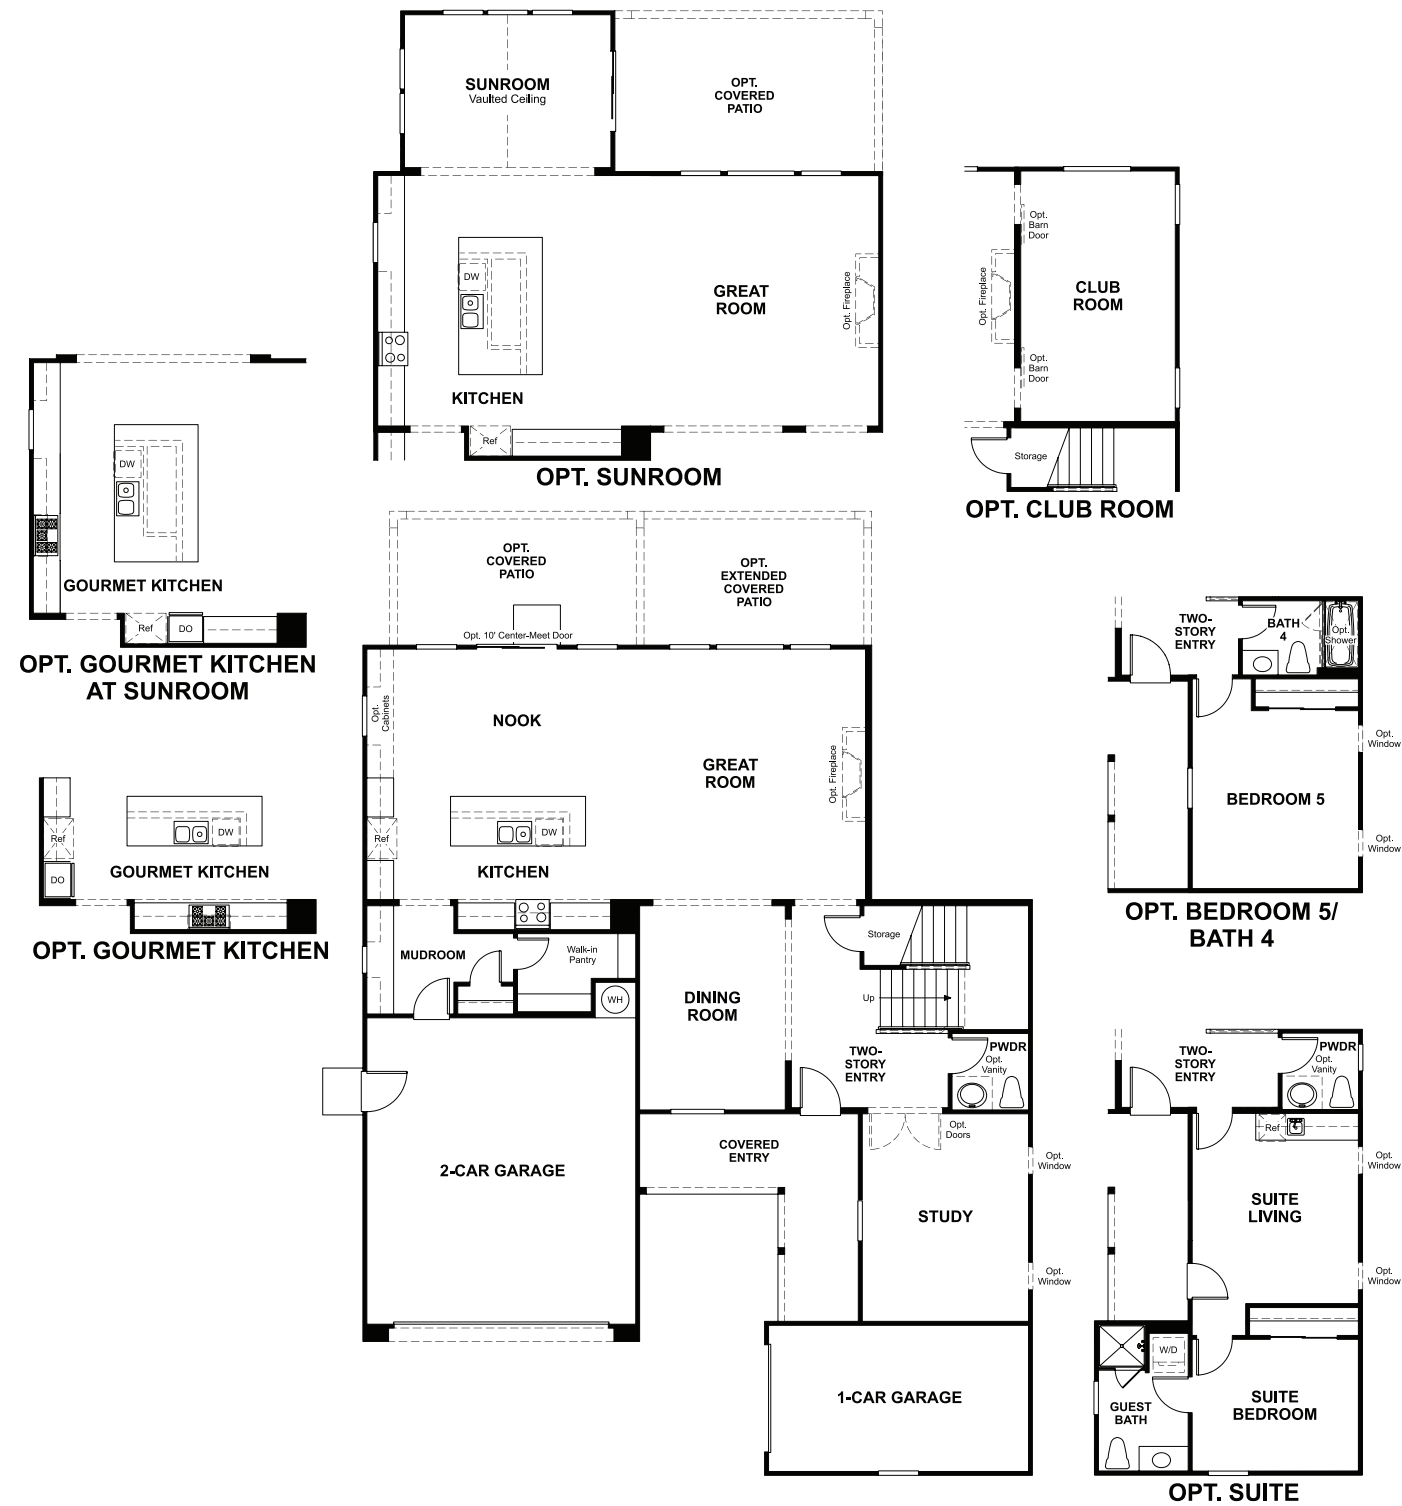 SUNROOM
Vaulted Ceiling
OPT.
COVERED
PATIO
DW
GREAT
ROOM
Opt. Fireplace
KITCHEN
Ref
OPT. SUNROOM
Opt.
Barn
Door
Opt. Fireplace
CLUB
ROOM
Opt.
Barn
Door
Storage
OPT. CLUB ROOM
DW
GOURMET KITCHEN
Ref
DO
OPT. GOURMET KITCHEN
AT SUNROOM
Ref
DW
DO
GOURMET KITCHEN
OPT. GOURMET KITCHEN
OPT.
COVERED
PATIO
OPT.
EXTENDED
COVERED
PATIO
Opt. 10' Center-Meet Door
Opt.
Cabinets
NOOK
GREAT
ROOM
Opt. Fireplace
Ref
DW
KITCHEN
MUDROOM
Walk-in
Pantry
WH
DINING
ROOM
Storage
Up
TWO-
STORY
ENTRY
PWDR
Opt.
Vanity
Opt.
Doors
COVERED
ENTRY
2-CAR GARAGE
STUDY
Opt.
Window
Opt.
Window
1-CAR GARAGE
TWO-
STORY
ENTRY
BATH
4
Opt.
Shower
Opt.
Window
BEDROOM 5
Opt.
Window
OPT. BEDROOM 5/
BATH 4
TWO-
STORY
ENTRY
PWDR
Opt.
Vanity
Ref
Opt.
Window
SUITE
LIVING
Opt.
Window
W/D
GUEST
BATH
SUITE
BEDROOM
OPT. SUITE